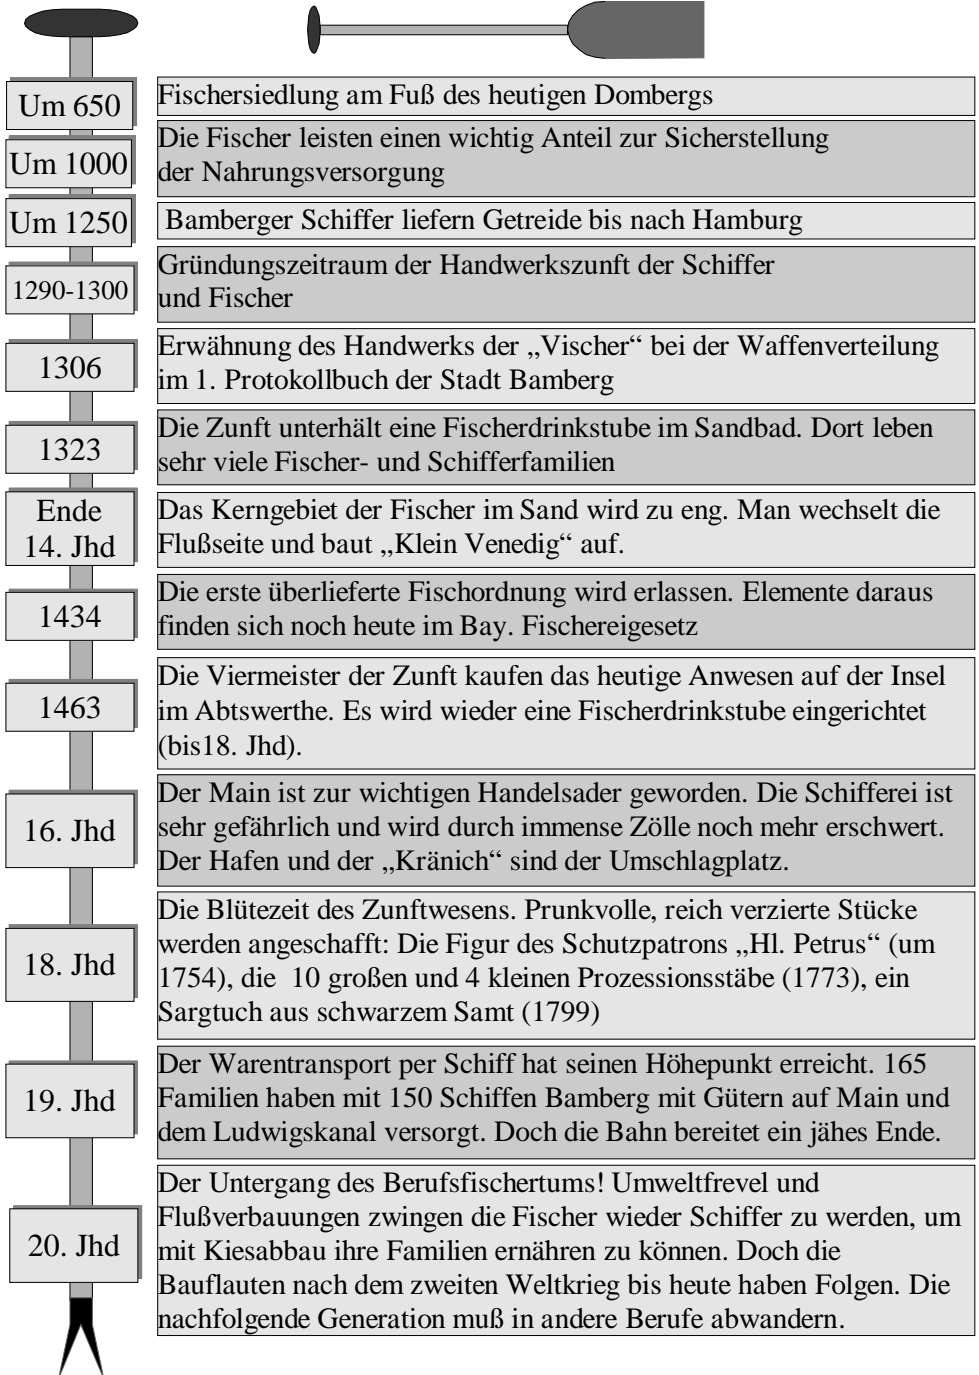 Um 650
Fischersiedlung am Fuß des heutigen Dombergs
Um 1000
Die Fischer leisten einen wichtig Anteil zur Sicherstellung
der Nahrungsversorgung
Um 1250
Bamberger Schiffer liefern Getreide bis nach Hamburg
1290-1300
Gründungszeitraum der Handwerkszunft der Schiffer
und Fischer
1306
Erwähnung des Handwerks der „Vischer“ bei der Waffenverteilung
im 1. Protokollbuch der Stadt Bamberg
1323
Die Zunft unterhält eine Fischerdrinkstube im Sandbad. Dort leben
sehr viele Fischer- und Schifferfamilien
Ende
14. Jhd
Das Kerngebiet der Fischer im Sand wird zu eng. Man wechselt die
Flußseite und baut „Klein Venedig“ auf.
1434
Die erste überlieferte Fischordnung wird erlassen. Elemente daraus
finden sich noch heute im Bay. Fischereigesetz
1463
Die Viermeister der Zunft kaufen das heutige Anwesen auf der Insel
im Abtswerthe. Es wird wieder eine Fischerdrinkstube eingerichtet
(bis18. Jhd).
16. Jhd
Der Main ist zur wichtigen Handelsader geworden. Die Schifferei ist
sehr gefährlich und wird durch immense Zölle noch mehr erschwert.
Der Hafen und der „Kränich“ sind der Umschlagplatz.
18. Jhd
Die Blütezeit des Zunftwesens. Prunkvolle, reich verzierte Stücke
werden angeschafft: Die Figur des Schutzpatrons „Hl. Petrus“ (um
1754), die  10 großen und 4 kleinen Prozessionsstäbe (1773), ein
Sargtuch aus schwarzem Samt (1799)
19. Jhd
Der Warentransport per Schiff hat seinen Höhepunkt erreicht. 165
Familien haben mit 150 Schiffen Bamberg mit Gütern auf Main und
dem Ludwigskanal versorgt. Doch die Bahn bereitet ein jähes Ende.
20. Jhd
Der Untergang des Berufsfischertums! Umweltfrevel und
Flußverbauungen zwingen die Fischer wieder Schiffer zu werden, um
mit Kiesabbau ihre Familien ernähren zu können. Doch die
Bauflauten nach dem zweiten Weltkrieg bis heute haben Folgen. Die
nachfolgende Generation muß in andere Berufe abwandern.